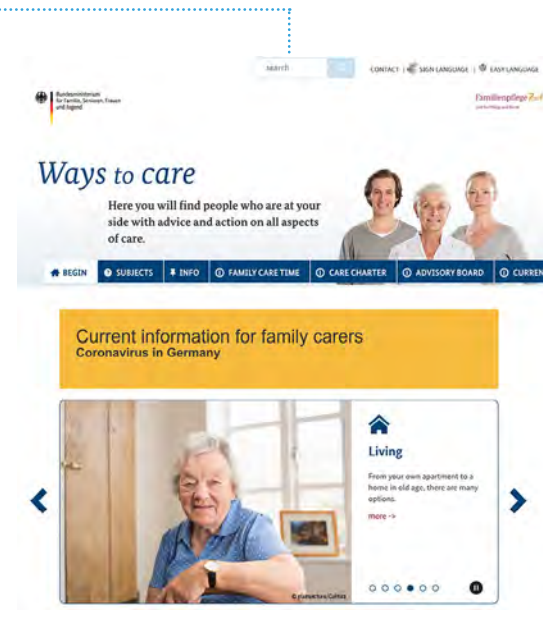 search
CONTACT | SIGN LANGUAGE | EASY LANGUAGE
Bundesministerium
für Familie, Senioren, Frauen
und Jugend
Familienpflege
Ways to care
Here you will find people who are at your
side with advice and action on all aspects
of care.
BEGIN SUBJECTS INFO FAMILY CARE TIME CARE CHARTER ADVISORY BOARD CURREN
Current information for family carers
Coronavirus in Germany
Living
From your own apartment to a
home in old age, there are many
options.
more ->